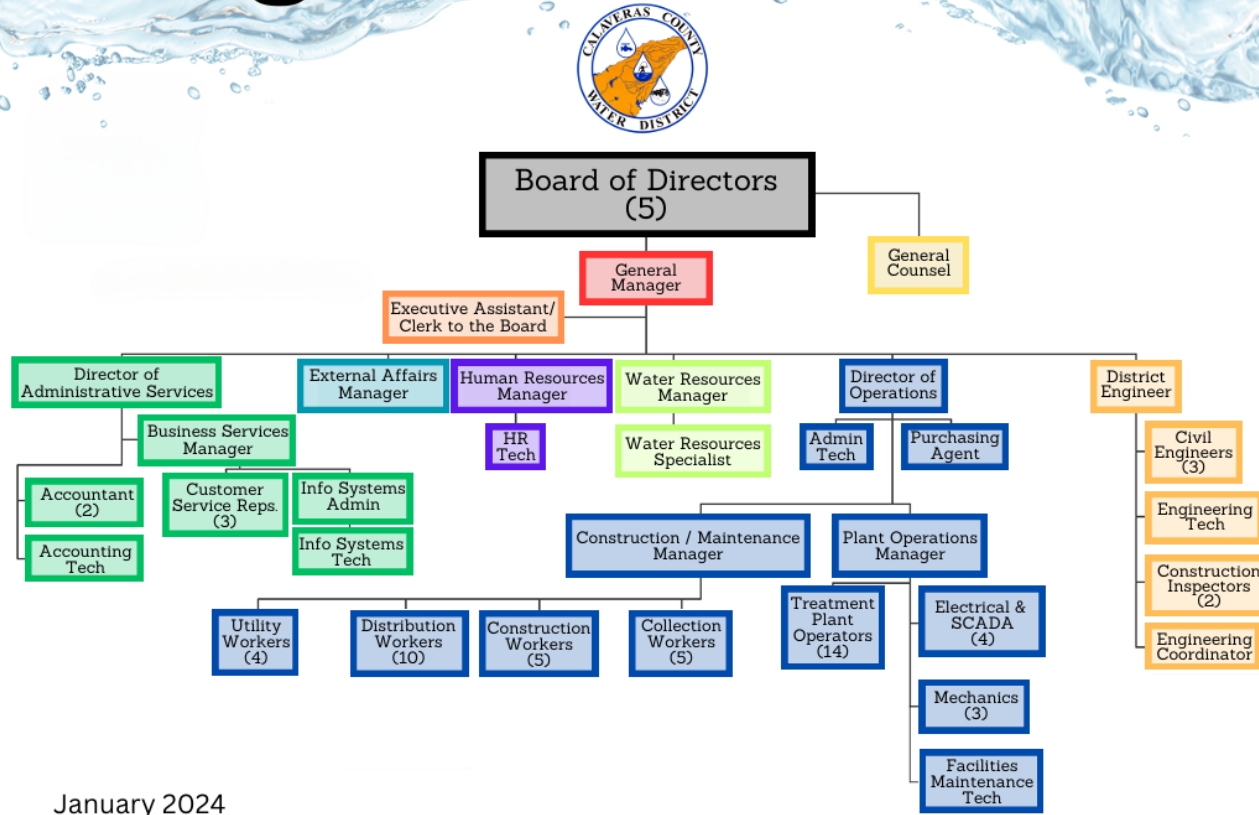 CALAVERAS COUNTY
WATER DISTRICT
Board of Directors
(5)
General
Manager
General
Counsel
Executive Assistant/
Clerk to the Board
Director of
Administrative Services
External Affairs
Manager
Human Resources
Manager
Water Resources
Manager
Director of
Operations
District
Engineer
Business Services
Manager
HR
Tech
Water Resources
Specialist
Admin
Tech
Purchasing
Agent
Civil
Engineers
(3)
Accountant
(2)
Customer
Service Reps.
(3)
Info Systems
Admin
Engineering
Tech
Accounting
Tech
Info Systems
Tech
Construction / Maintenance
Manager
Plant Operations
Manager
Construction
Inspectors
(2)
Utility
Workers
(4)
Distribution
Workers
(10)
Construction
Workers
(5)
Collection
Workers
(5)
Treatment
Plant
Operators
(14)
Electrical &
SCADA
(4)
Engineering
Coordinator
Mechanics
(3)
Facilities
Maintenance
Tech
January 2024